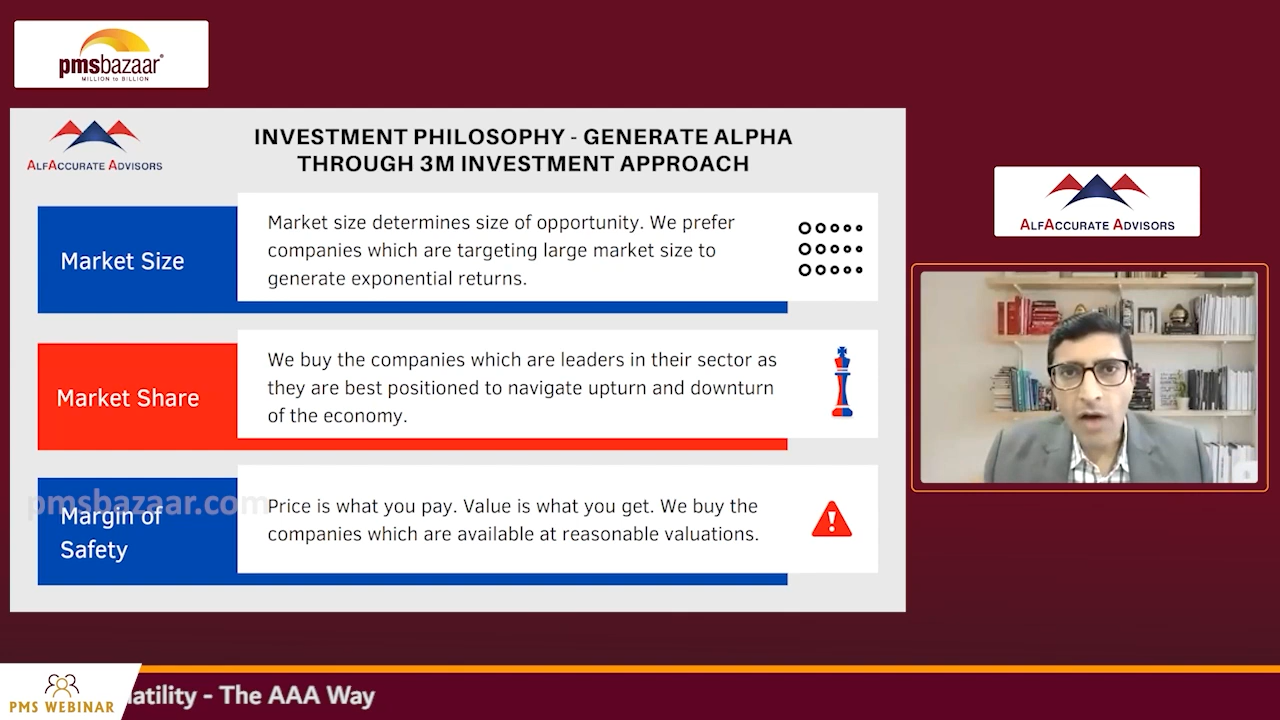 pmsbazaar
MILLION to BILLION
ALFACCURATE ADVISORS
INVESTMENT PHILOSOPHY - GENERATE ALPHA
THROUGH 3M INVESTMENT APPROACH
Market Size
Market size determines size of opportunity. We prefer
companies which are targeting large market size to
generate exponential returns.
Market Share
We buy the companies which are leaders in their sector as
they are best positioned to navigate upturn and downturn
of the economy.
pmsbazaar.com
Margin of
Safety
Price is what you pay. Value is what you get. We buy the
companies which are available at reasonable valuations.
ALFACCURATE ADVISORS
PMS WEBINAR
latility - The AAA Way